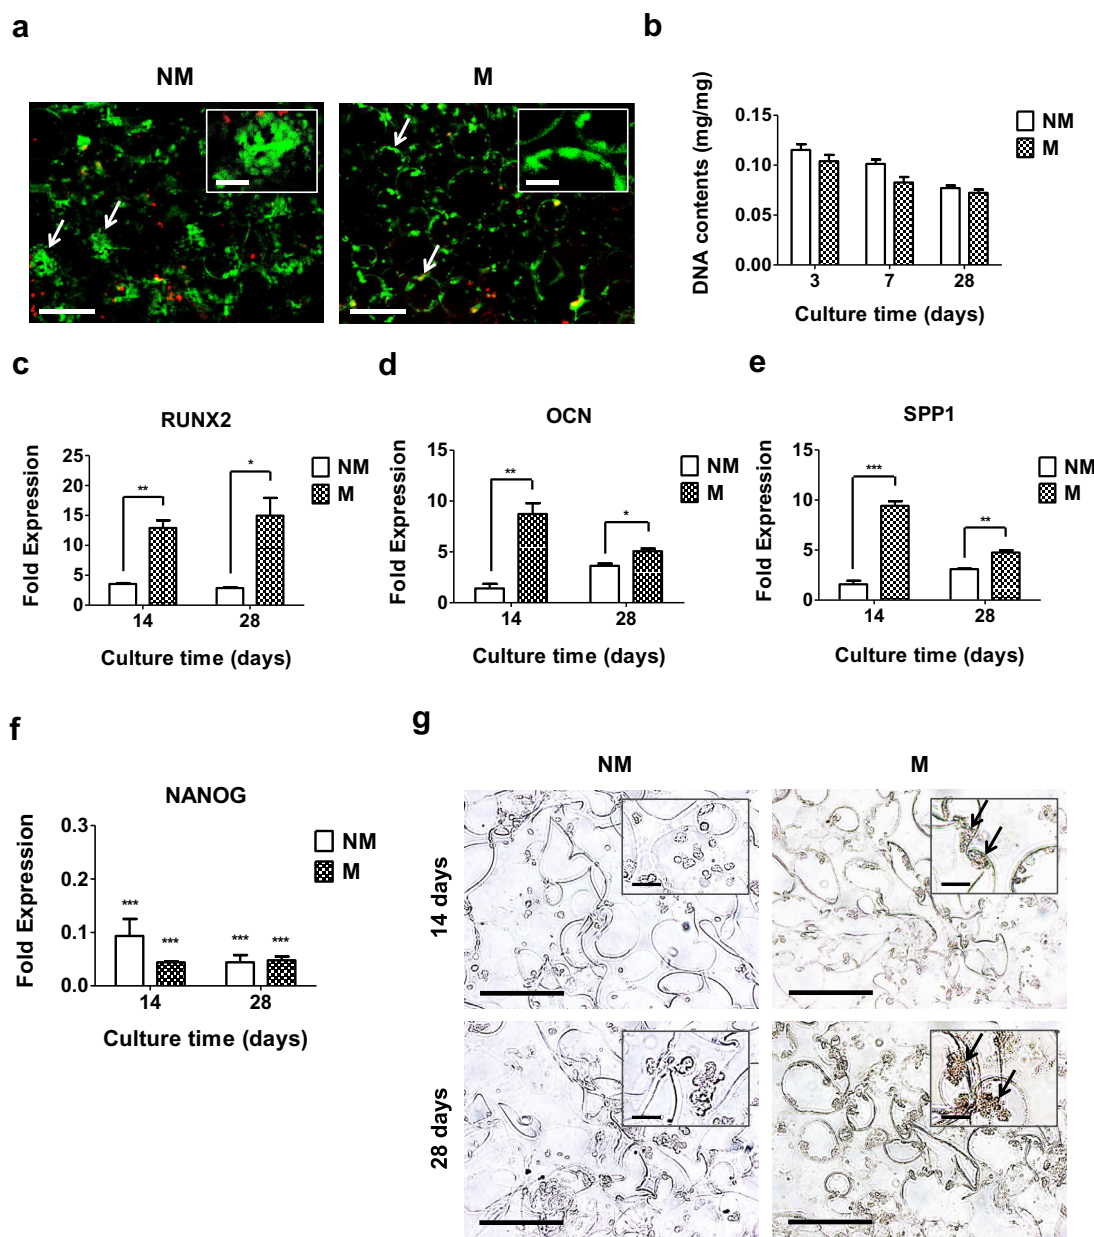 a
NM
M
b
DNA contents (mg/mg)
0.15
0.10
0.05
0.00
3
7
28
Culture time (days)
NM
M
c
RUNX2
Fold Expression
25
20
15
10
5
0
**
*
14
28
Culture time (days)
NM
M
d
OCN
Fold Expression
15
10
5
0
**
*
14
28
Culture time (days)
NM
M
e
SPP1
Fold Expression
15
10
5
0
***
**
14
28
Culture time (days)
NM
M
f
NANOG
Fold Expression
0.3
0.2
0.1
0.0
***
***
***
***
14
28
Culture time (days)
NM
M
g
NM
M
14 days
28 days